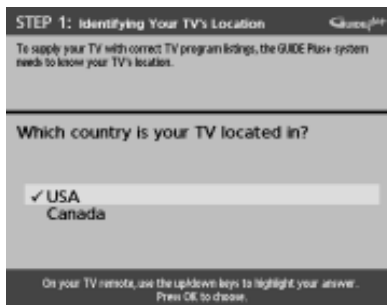 STEP 1: Identifying Your TV's Location
To supply your TV with correct TV program listings, the GUIDE Plus+ system
needs to know your TV's location.
Which country is your TV located in?
✓ USA
Canada
On your TV remote, use the up/down keys to highlight your answer.
Press OK to choose.